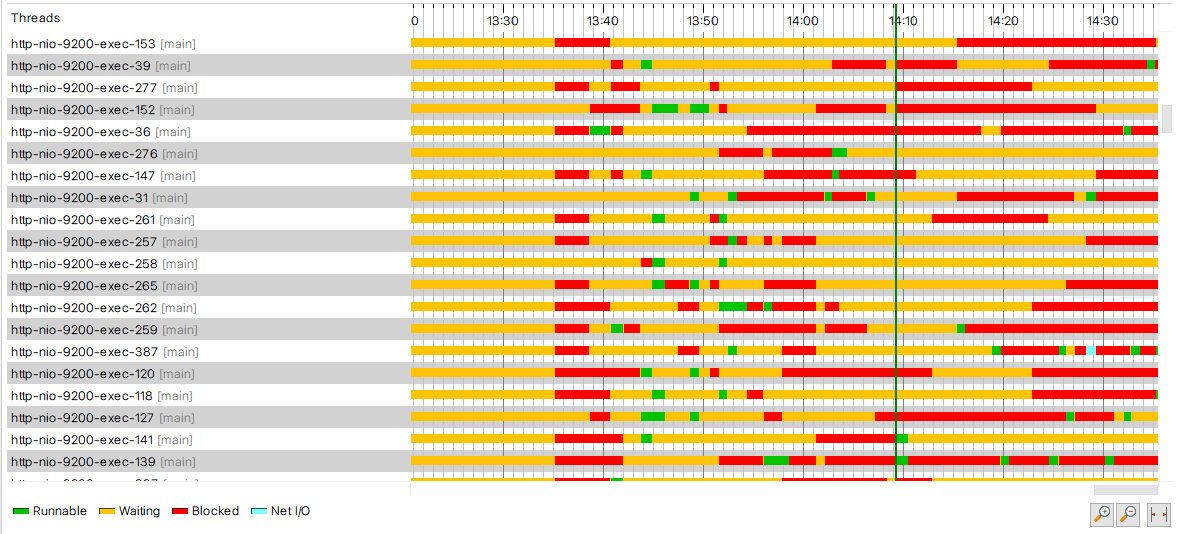 Threads 0 13:30 13:40 13:50 14:00 14:10 14:20 14:30
http-nio-9200-exec-153 [main]
http-nio-9200-exec-39 [main]
http-nio-9200-exec-277 [main]
http-nio-9200-exec-152 [main]
http-nio-9200-exec-36 [main]
http-nio-9200-exec-276 [main]
http-nio-9200-exec-147 [main]
http-nio-9200-exec-31 [main]
http-nio-9200-exec-261 [main]
http-nio-9200-exec-257 [main]
http-nio-9200-exec-258 [main]
http-nio-9200-exec-265 [main]
http-nio-9200-exec-262 [main]
http-nio-9200-exec-259 [main]
http-nio-9200-exec-387 [main]
http-nio-9200-exec-120 [main]
http-nio-9200-exec-118 [main]
http-nio-9200-exec-127 [main]
http-nio-9200-exec-141 [main]
http-nio-9200-exec-139 [main]
Runnable Waiting Blocked Net I/O